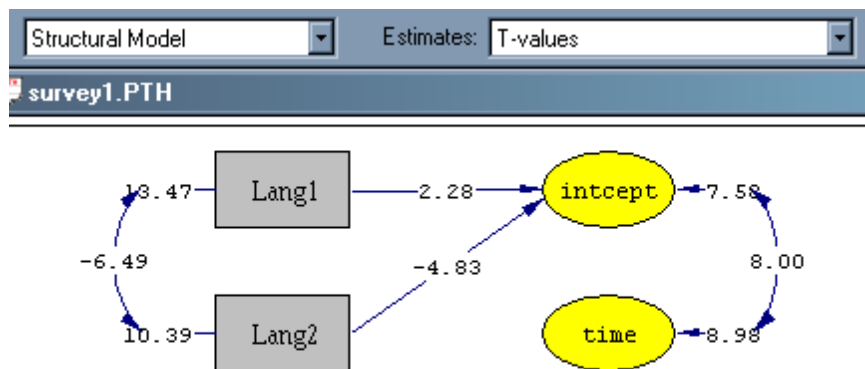 Structural Model Estimates: T-values
survey1.PTH
13.47 Lang1 2.28 intcept 7.58
-6.49 -4.83 8.00
10.39 Lang2 time 8.98